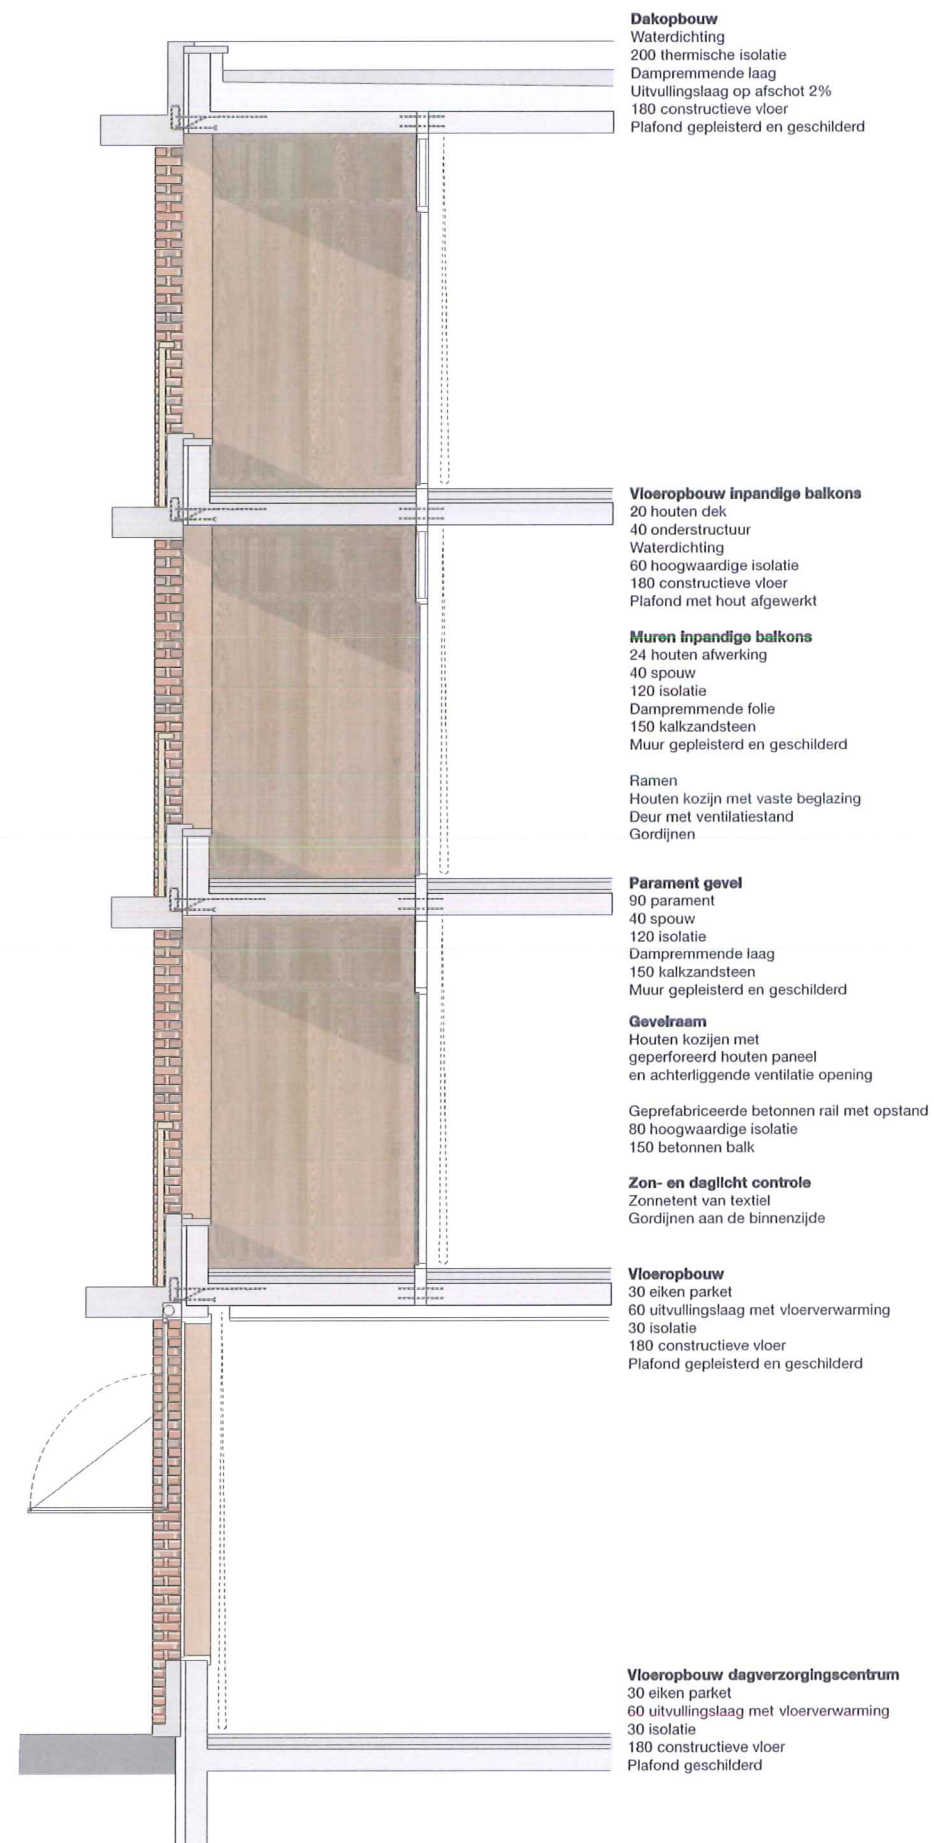 Dakopbouw
Waterdichting
200 thermische isolatie
Dampremmende laag
Uitvullingslaag op afschot 2%
180 constructieve vloer
Plafond gepleisterd en geschilderd
Vloeropbouw inpandige balkons
20 houten dek
40 onderstructuur
Waterdichting
60 hoogwaardige isolatie
180 constructieve vloer
Plafond met hout afgewerkt
Muren inpandige balkons
24 houten afwerking
40 spouw
120 isolatie
Dampremmende folie
150 kalkzandsteen
Muur gepleisterd en geschilderd
Ramen
Houten kozijn met vaste beglazing
Deur met ventilatiestand
Gordijnen
Parament gevel
90 parament
40 spouw
120 isolatie
Dampremmende laag
150 kalkzandsteen
Muur gepleisterd en geschilderd
Gevelraam
Houten kozijen met
geperforeerd houten paneel
en achterliggende ventilatie opening
Geprefabriceerde betonnen rail met opstand
80 hoogwaardige isolatie
150 betonnen balk
Zon- en daglicht controle
Zonnetent van textiel
Gordijnen aan de binnenzijde
Vloeropbouw
30 eiken parket
60 uitvullingslaag met vloerverwarming
30 isolatie
180 constructieve vloer
Plafond gepleisterd en geschilderd
Vloeropbouw dagverzorgingscentrum
30 eiken parket
60 uitvullingslaag met vloerverwarming
30 isolatie
180 constructieve vloer
Plafond geschilderd